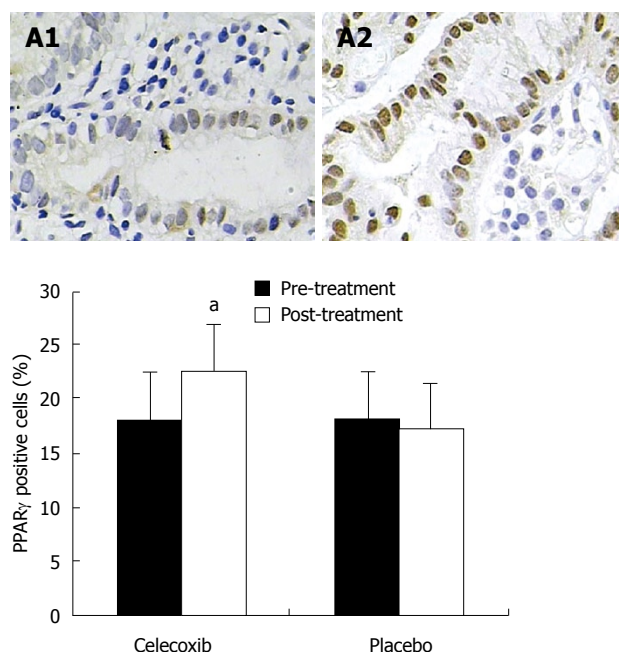 A1 A2
30
25
20
15
10
5
0
PPARγ positive cells (%)
Pre-treatment
Post-treatment
a
Celecoxib Placebo